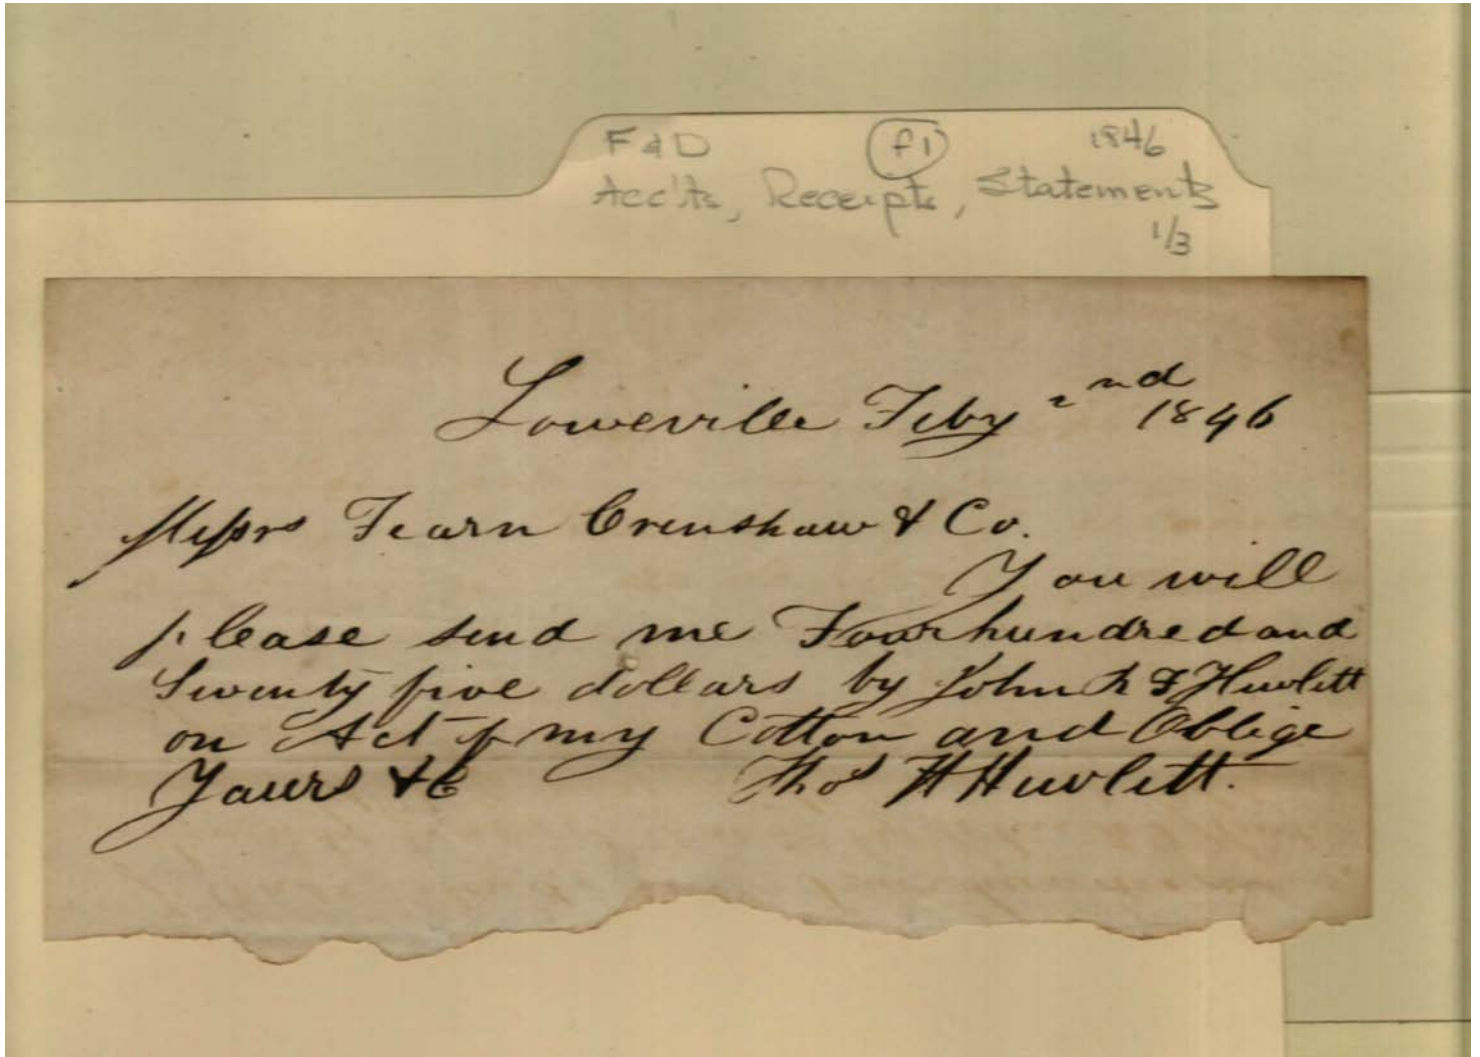 F & D f1 1846
Acc'ts, Receipts, Statements
1/3
Loweville Feby 2nd 1846
Messrs Fearn Crenshaw & Co.
You will
please send me Four hundred and
Twenty five dollars by John R F Hewlett
on Act of my Cotton and Oblige
Yours &C Thos H Hewlett.